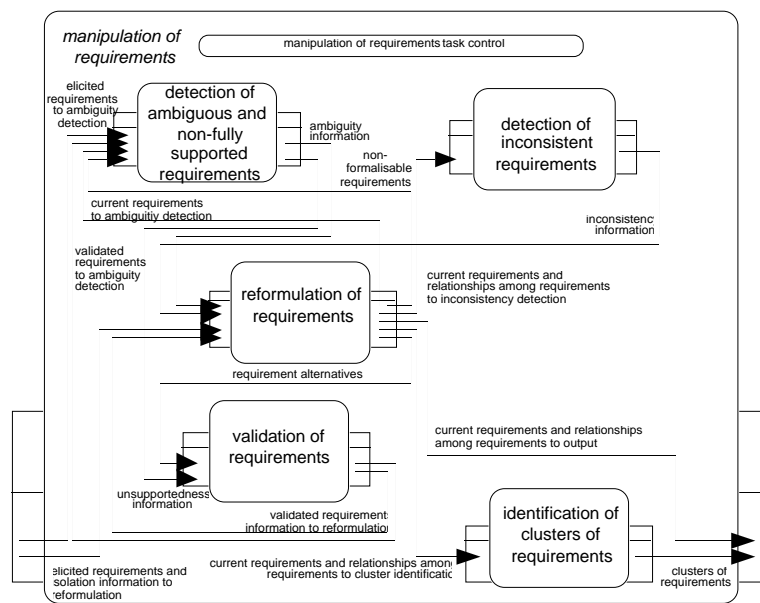 manipulation of
requirements
manipulation of requirements task control
elicited
requirements
to ambiguity
detection
detection of
ambiguous and
non-fully
supported
requirements
ambiguity
information
non-
formalisable
requirements
detection of
inconsistent
requirements
current requirements
to ambiguitiy detection
inconsistency
information
validated
requirements
to ambiguity
detection
reformulation of
requirements
current requirements and
relationships among requirements
to inconsistency detection
requirement alternatives
validation of
requirements
current requirements and relationships
among requirements to output
unsupportedness
information
validated requirements
information to reformulation
identification of
clusters of
requirements
elicited requirements and
isolation information to
reformulation
current requirements and relationships among
requirements to cluster identification
clusters of
requirements